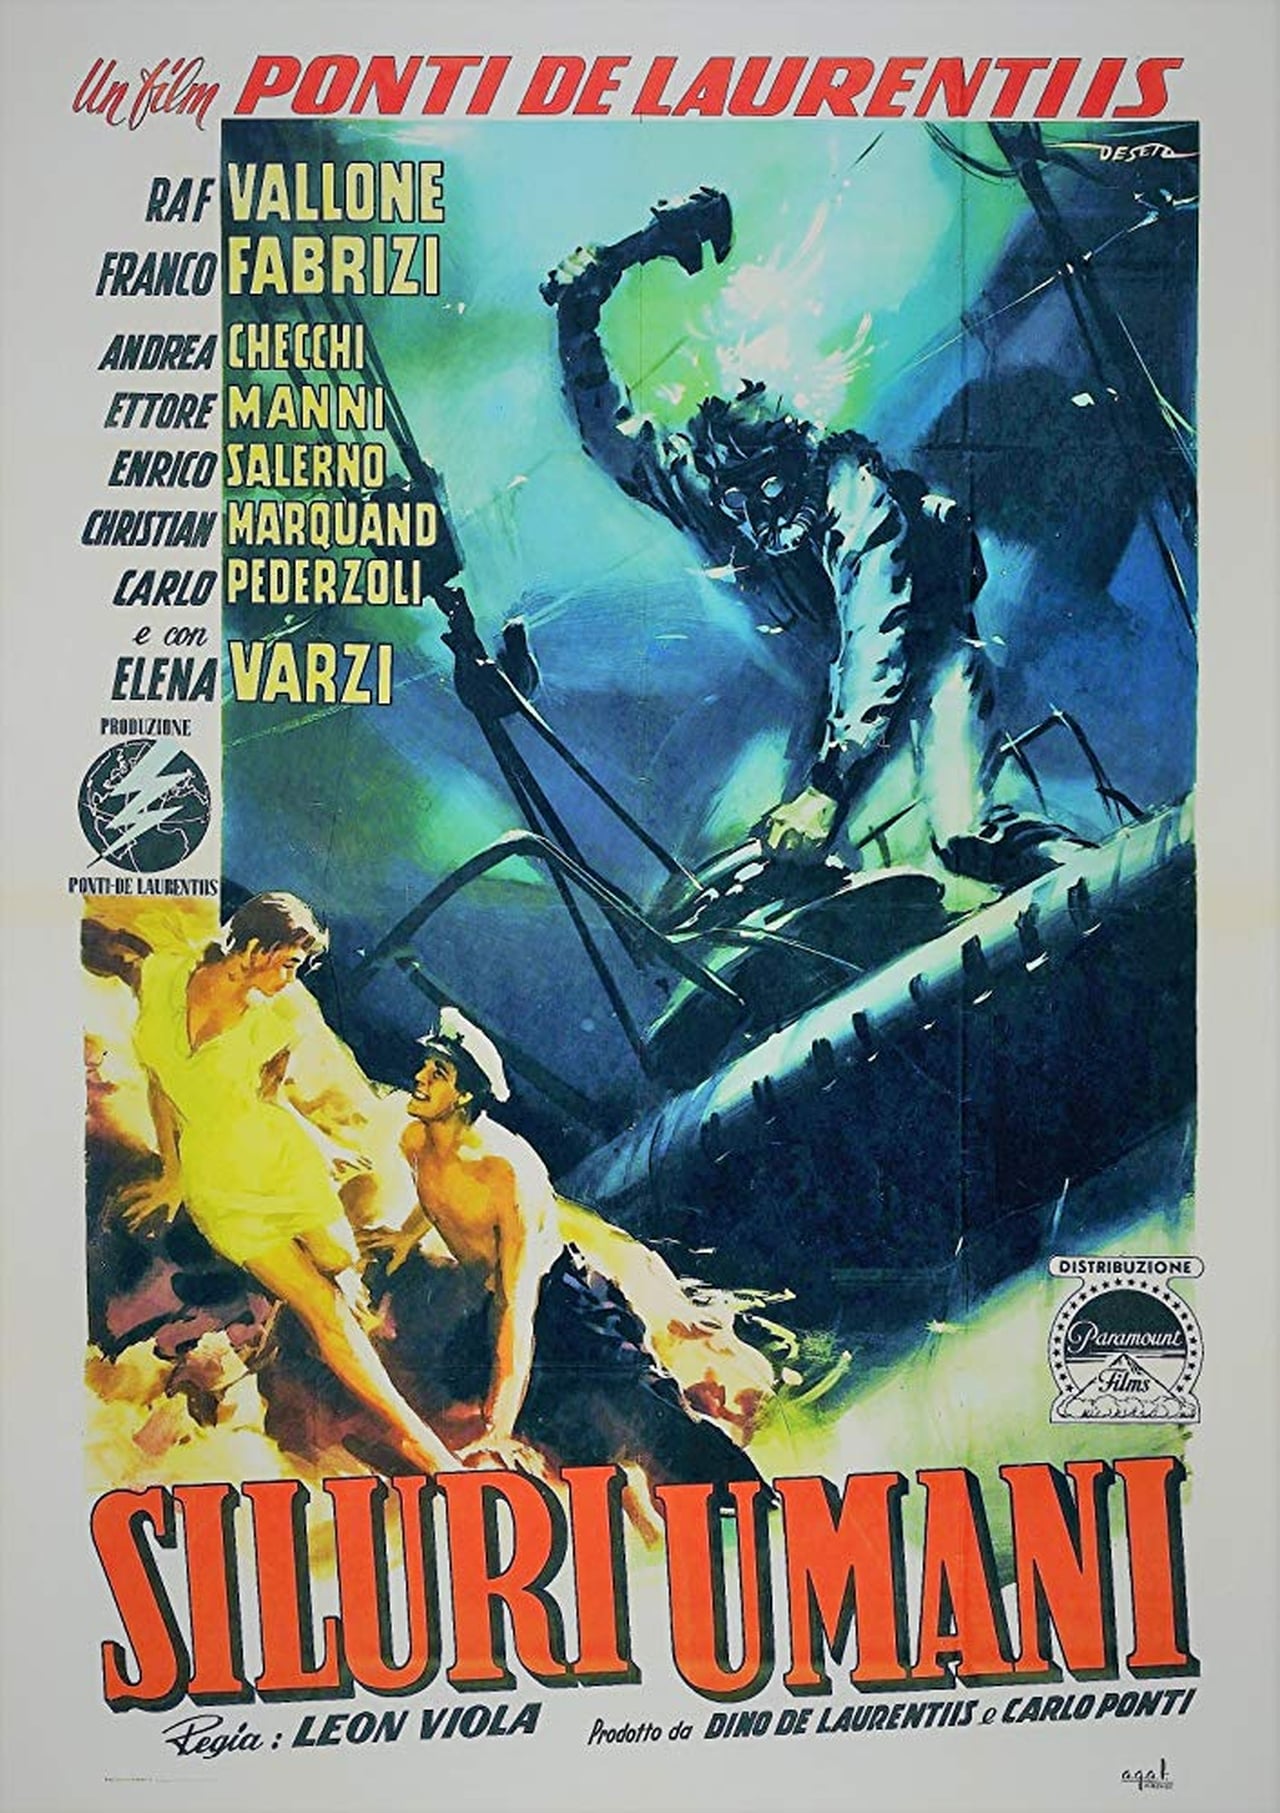 Un film PONTI DE LAURENTIIS
DESETA
RAF VALLONE
FRANCO FABRIZI
ANDREA CHECCHI
ETTORE MANNI
ENRICO SALERNO
CHRISTIAN MARQUAND
CARLO PEDERZOLI
e con
ELENA VARZI
PRODUZIONE
PONTI-DE LAURENTIIS
DISTRIBUZIONE
Paramount
Films
SILURI UMANI
Regia: LEON VIOLA
Prodotto da DINO DE LAURENTIIS e CARLO PONTI
agat